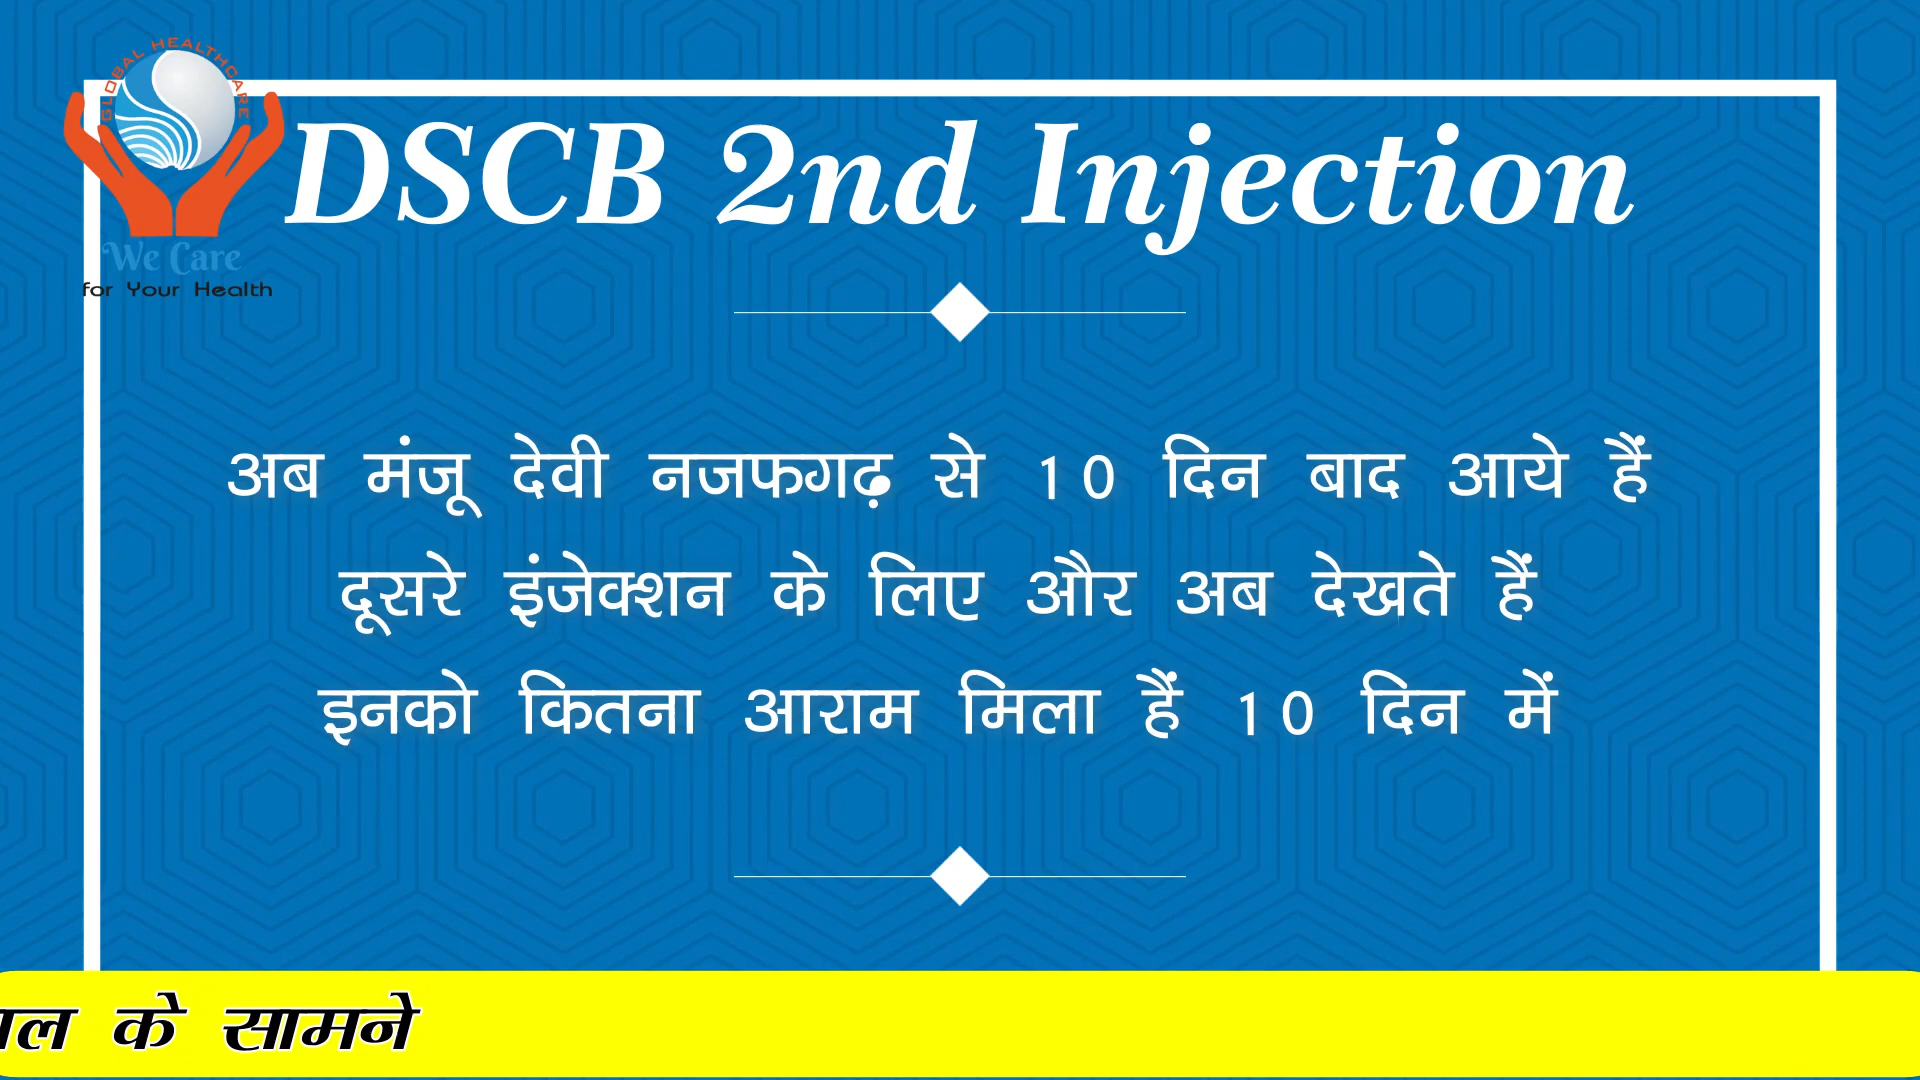 GLOBAL HEALTHCARE
We Care
for Your Health
DSCB 2nd Injection
अब मंजू देवी नजफगढ़ से 10 दिन बाद आये हैं
दूसरे इंजेक्शन के लिए और अब देखते हैं
इनको कितना आराम मिला हैं 10 दिन में
के सामने